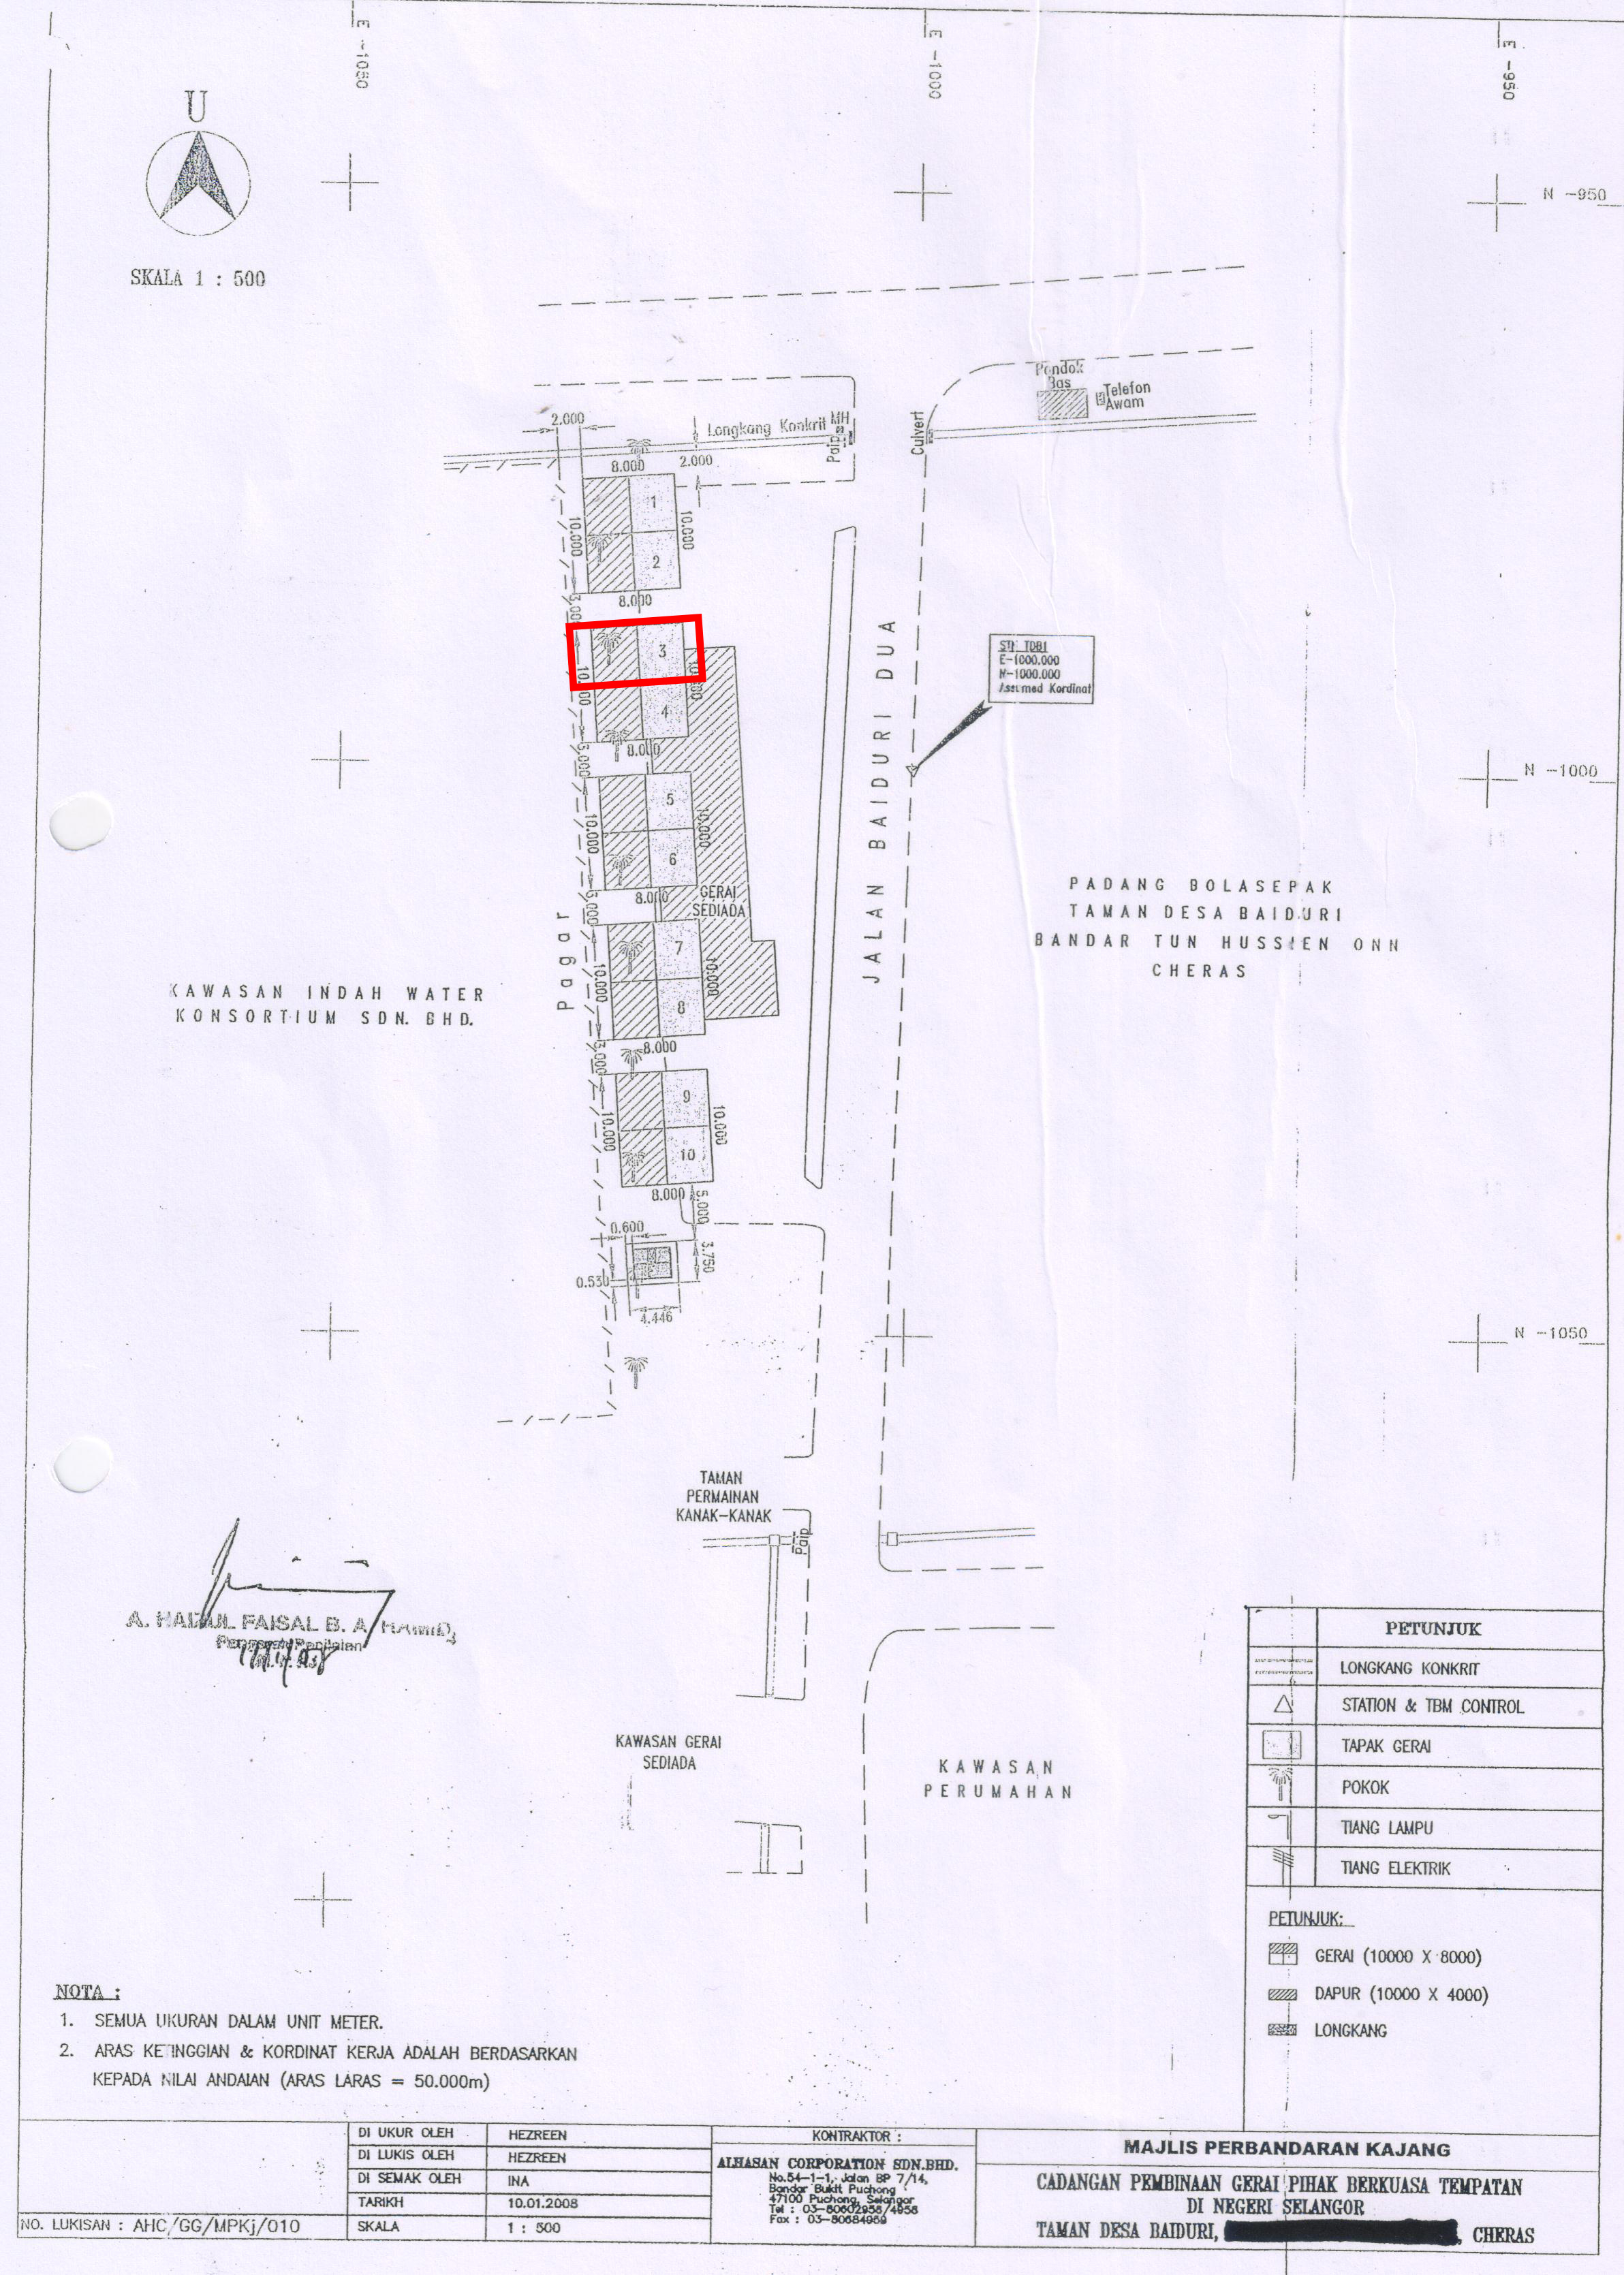 E -1050
E -1000
E -950
U
N -950
SKALA 1 : 500
Pondok
Bas
Telefon
Awam
2.000
Longkang Konkrit
MH
Paip
Culvert
8.000
2.000
1
10.000
10.000
2
3.000
8.000
3
10.000
4
8.000
3.000
JALAN BAIDURI DUA
STN TDB1
E-1000.000
N-1000.000
Assumed Kordinat
N -1000
5
10.000
10.000
6
8.000
3.000
GERAI
SEDIADA
Pagar
7
10.000
10.000
8
8.000
3.000
PADANG BOLASEPAK
TAMAN DESA BAIDURI
BANDAR TUN HUSSIEN ONN
CHERAS
KAWASAN INDAH WATER
KONSORTIUM SDN. BHD.
9
10.000
10.000
10
8.000
5.000
0.600
3.750
0.530
4.446
N -1050
TAMAN
PERMAINAN
KANAK-KANAK
Paip
A. HADZUL FAISAL B. A. HAMID
KAWASAN GERAI
SEDIADA
KAWASAN
PERUMAHAN
PETUNJUK
LONGKANG KONKRIT
STATION & TBM CONTROL
TAPAK GERAI
POKOK
TIANG LAMPU
TIANG ELEKTRIK
PETUNJUK:
GERAI (10000 X 8000)
DAPUR (10000 X 4000)
LONGKANG
NOTA :
1. SEMUA UKURAN DALAM UNIT METER.
2. ARAS KETINGGIAN & KORDINAT KERJA ADALAH BERDASARKAN
KEPADA NILAI ANDAIAN (ARAS LARAS = 50.000m)
NO. LUKISAN : AHC/GG/MPKj/010
DI UKUR OLEH HEZREEN
DI LUKIS OLEH HEZREEN
DI SEMAK OLEH INA
TARIKH 10.01.2008
SKALA 1 : 500
KONTRAKTOR :
ALHASAN CORPORATION SDN.BHD.
No.54-1-1, Jalan BP 7/14,
Bandar Bukit Puchong
47100 Puchong, Selangor
Tel : 03-80602958/4958
Fax : 03-80684959
MAJLIS PERBANDARAN KAJANG
CADANGAN PEMBINAAN GERAI PIHAK BERKUASA TEMPATAN
DI NEGERI SELANGOR
TAMAN DESA BAIDURI, , CHERAS